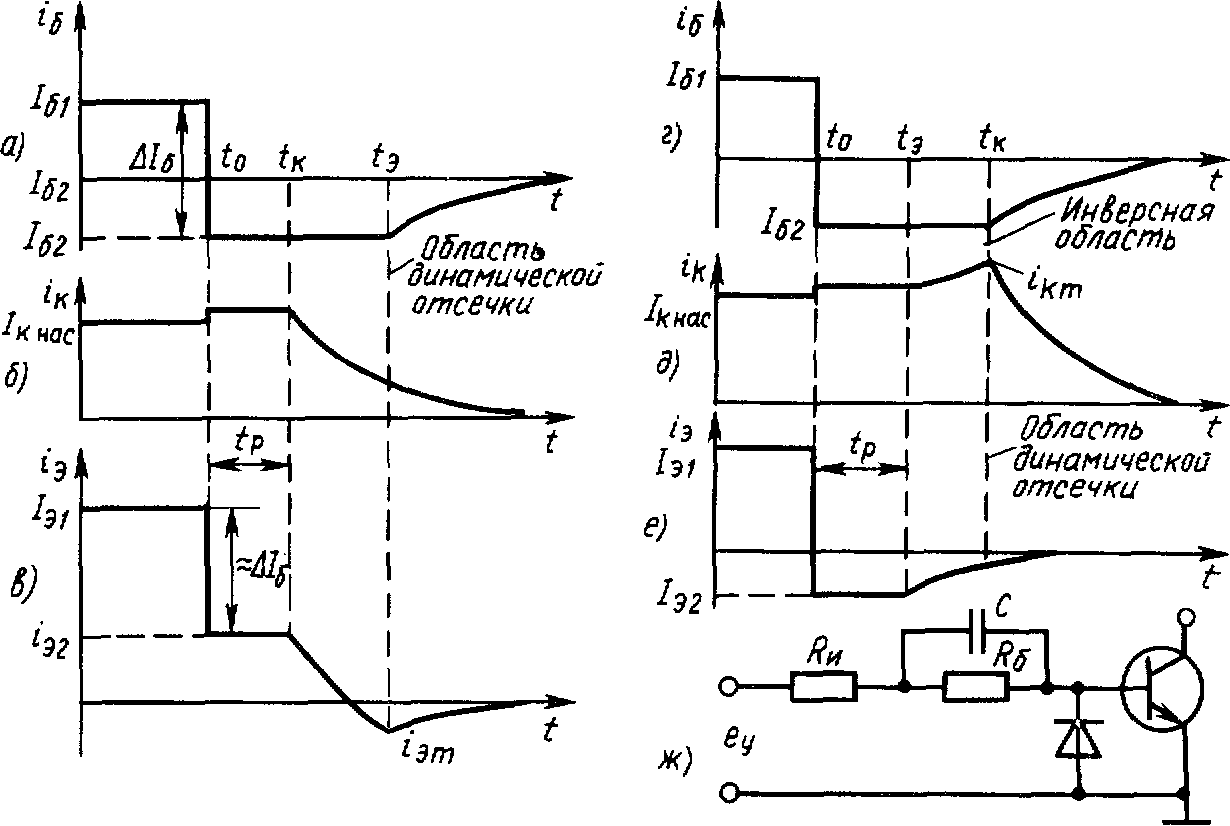 iб
Iб1
а)
ΔIб
t0
tк
tэ
Iб2
t
Iб2
Область
динамической
отсечки
iк
Iк нас
б)
t
tр
iэ
Iэ1
≈ΔIб
в)
iэ2
t
iэm
iб
Iб1
г)
t0
tэ
tк
t
Iб2
Инверсная
область
iк
iкm
Iк нас
д)
t
iэ
Iэ1
tр
Область
динамической
отсечки
е)
t
Iэ2
C
Rи
Rб
eу
ж)